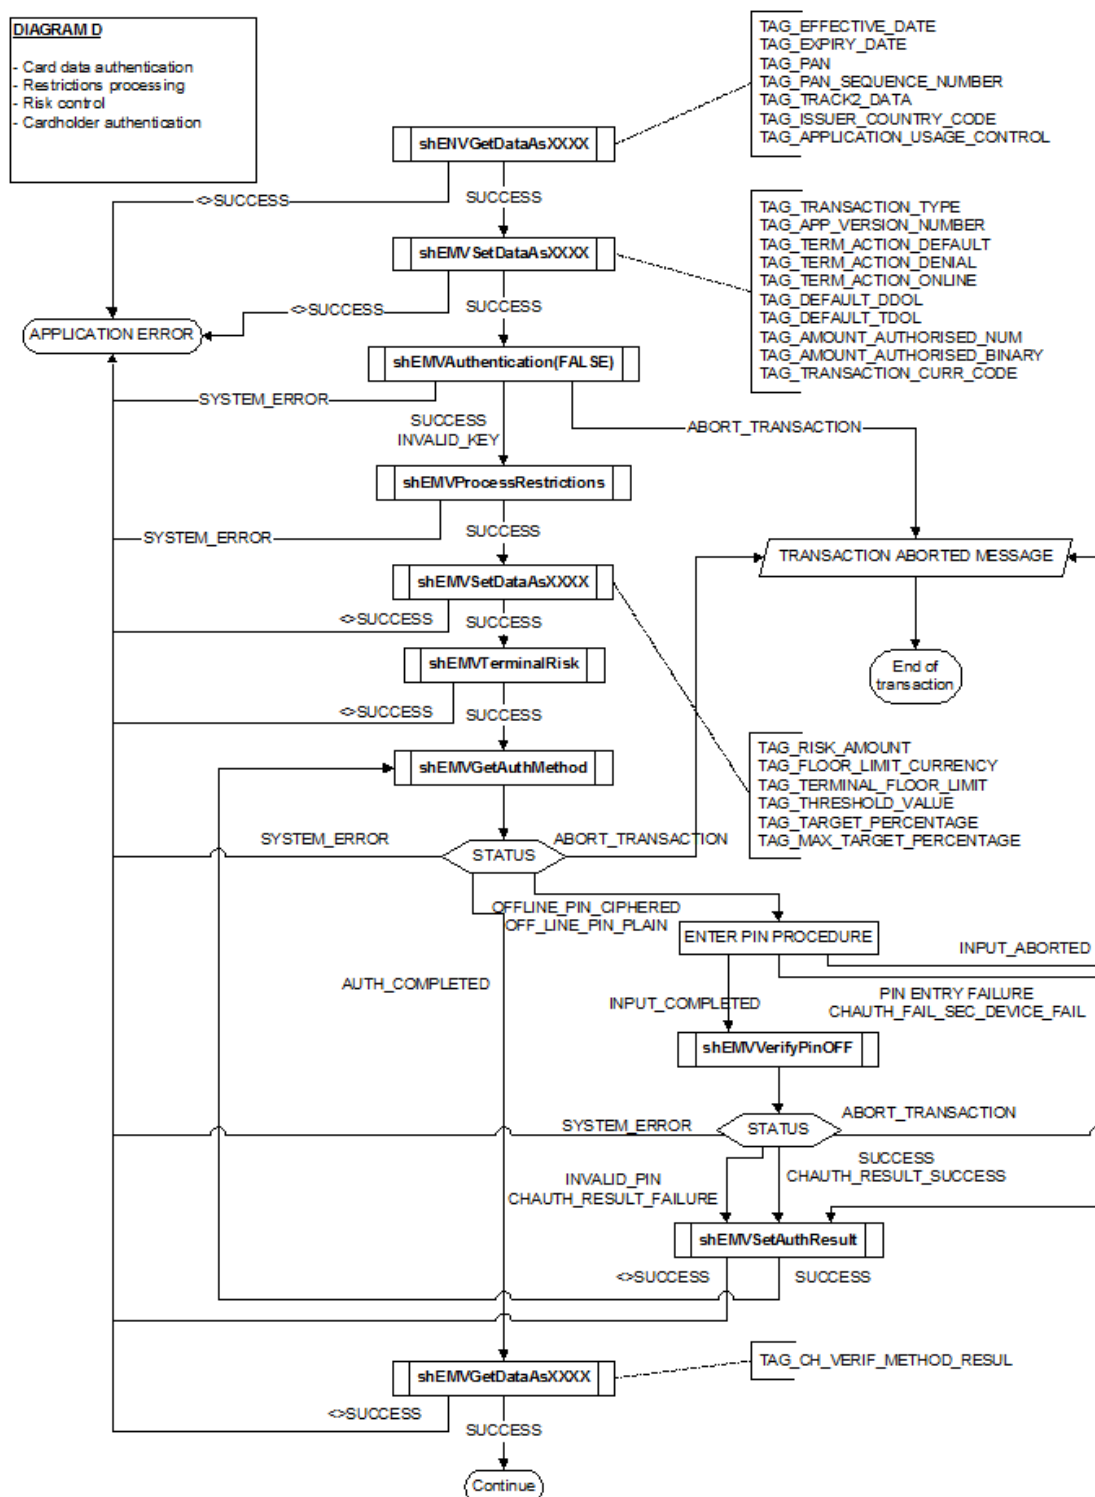 DIAGRAM D
- Card data authentication
- Restrictions processing
- Risk control
- Cardholder authentication
TAG_EFFECTIVE_DATE
TAG_EXPIRY_DATE
TAG_PAN
TAG_PAN_SEQUENCE_NUMBER
TAG_TRACK2_DATA
TAG_ISSUER_COUNTRY_CODE
TAG_APPLICATION_USAGE_CONTROL
shENVGetDataAsXXXX
<>SUCCESS
SUCCESS
TAG_TRANSACTION_TYPE
TAG_APP_VERSION_NUMBER
TAG_TERM_ACTION_DEFAULT
TAG_TERM_ACTION_DENIAL
TAG_TERM_ACTION_ONLINE
TAG_DEFAULT_DDOL
TAG_DEFAULT_TDOL
TAG_AMOUNT_AUTHORISED_NUM
TAG_AMOUNT_AUTHORISED_BINARY
TAG_TRANSACTION_CURR_CODE
shEMVSetDataAsXXXX
<>SUCCESS
SUCCESS
APPLICATION ERROR
shEMVAuthentication(FALSE)
SYSTEM_ERROR
SUCCESS
INVALID_KEY
ABORT_TRANSACTION
shEMVProcessRestrictions
SYSTEM_ERROR
SUCCESS
TRANSACTION ABORTED MESSAGE
shEMVSetDataAsXXXX
<>SUCCESS
SUCCESS
End of
transaction
shEMVTerminalRisk
<>SUCCESS
SUCCESS
TAG_RISK_AMOUNT
TAG_FLOOR_LIMIT_CURRENCY
TAG_TERMINAL_FLOOR_LIMIT
TAG_THRESHOLD_VALUE
TAG_TARGET_PERCENTAGE
TAG_MAX_TARGET_PERCENTAGE
shEMVGetAuthMethod
SYSTEM_ERROR
STATUS
ABORT_TRANSACTION
OFFLINE_PIN_CIPHERED
OFF_LINE_PIN_PLAIN
ENTER PIN PROCEDURE
INPUT_ABORTED
AUTH_COMPLETED
INPUT_COMPLETED
PIN ENTRY FAILURE
CHAUTH_FAIL_SEC_DEVICE_FAIL
shEMVVerifyPinOFF
SYSTEM_ERROR
STATUS
ABORT_TRANSACTION
INVALID_PIN
CHAUTH_RESULT_FAILURE
SUCCESS
CHAUTH_RESULT_SUCCESS
shEMVSetAuthResult
<>SUCCESS
SUCCESS
TAG_CH_VERIF_METHOD_RESUL
shEMVGetDataAsXXXX
<>SUCCESS
SUCCESS
Continue